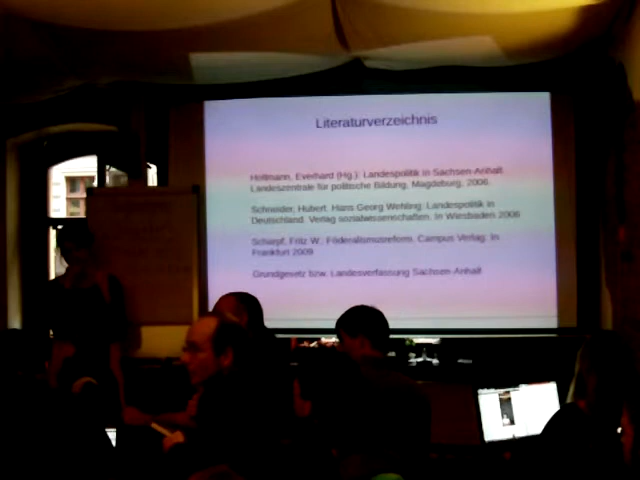 Literaturverzeichnis
Holtmann, Everhard (Hg.): Landespolitik in Sachsen-Anhalt.
Landeszentrale für politische Bildung, Magdeburg, 2006.
Schneider, Hubert. Hans Georg Wehling: Landespolitik in
Deutschland. Verlag sozialwissenschaften. In Wiesbaden 2006
Scharpf, Fritz W.: Föderalismusreform. Campus Verlag. In
Frankfurt 2009
Grundgesetz bzw. Landesverfassung Sachsen-Anhalt